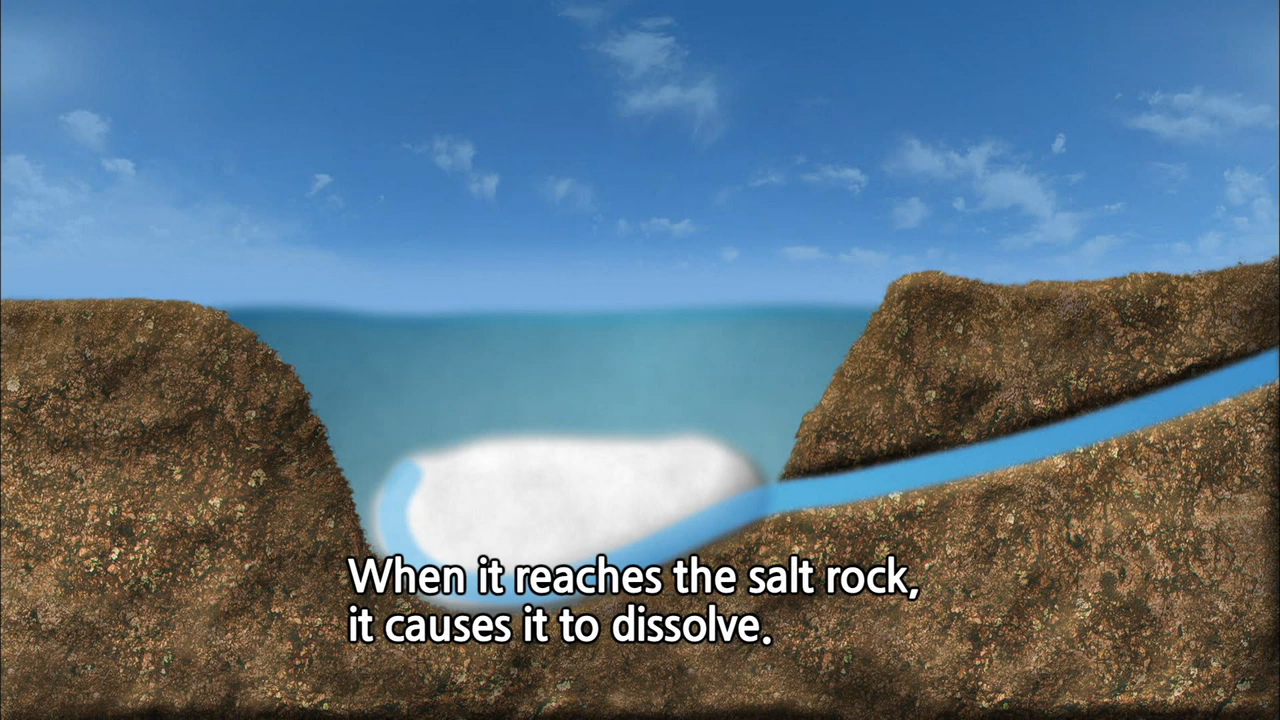 When it reaches the salt rock,
it causes it to dissolve.